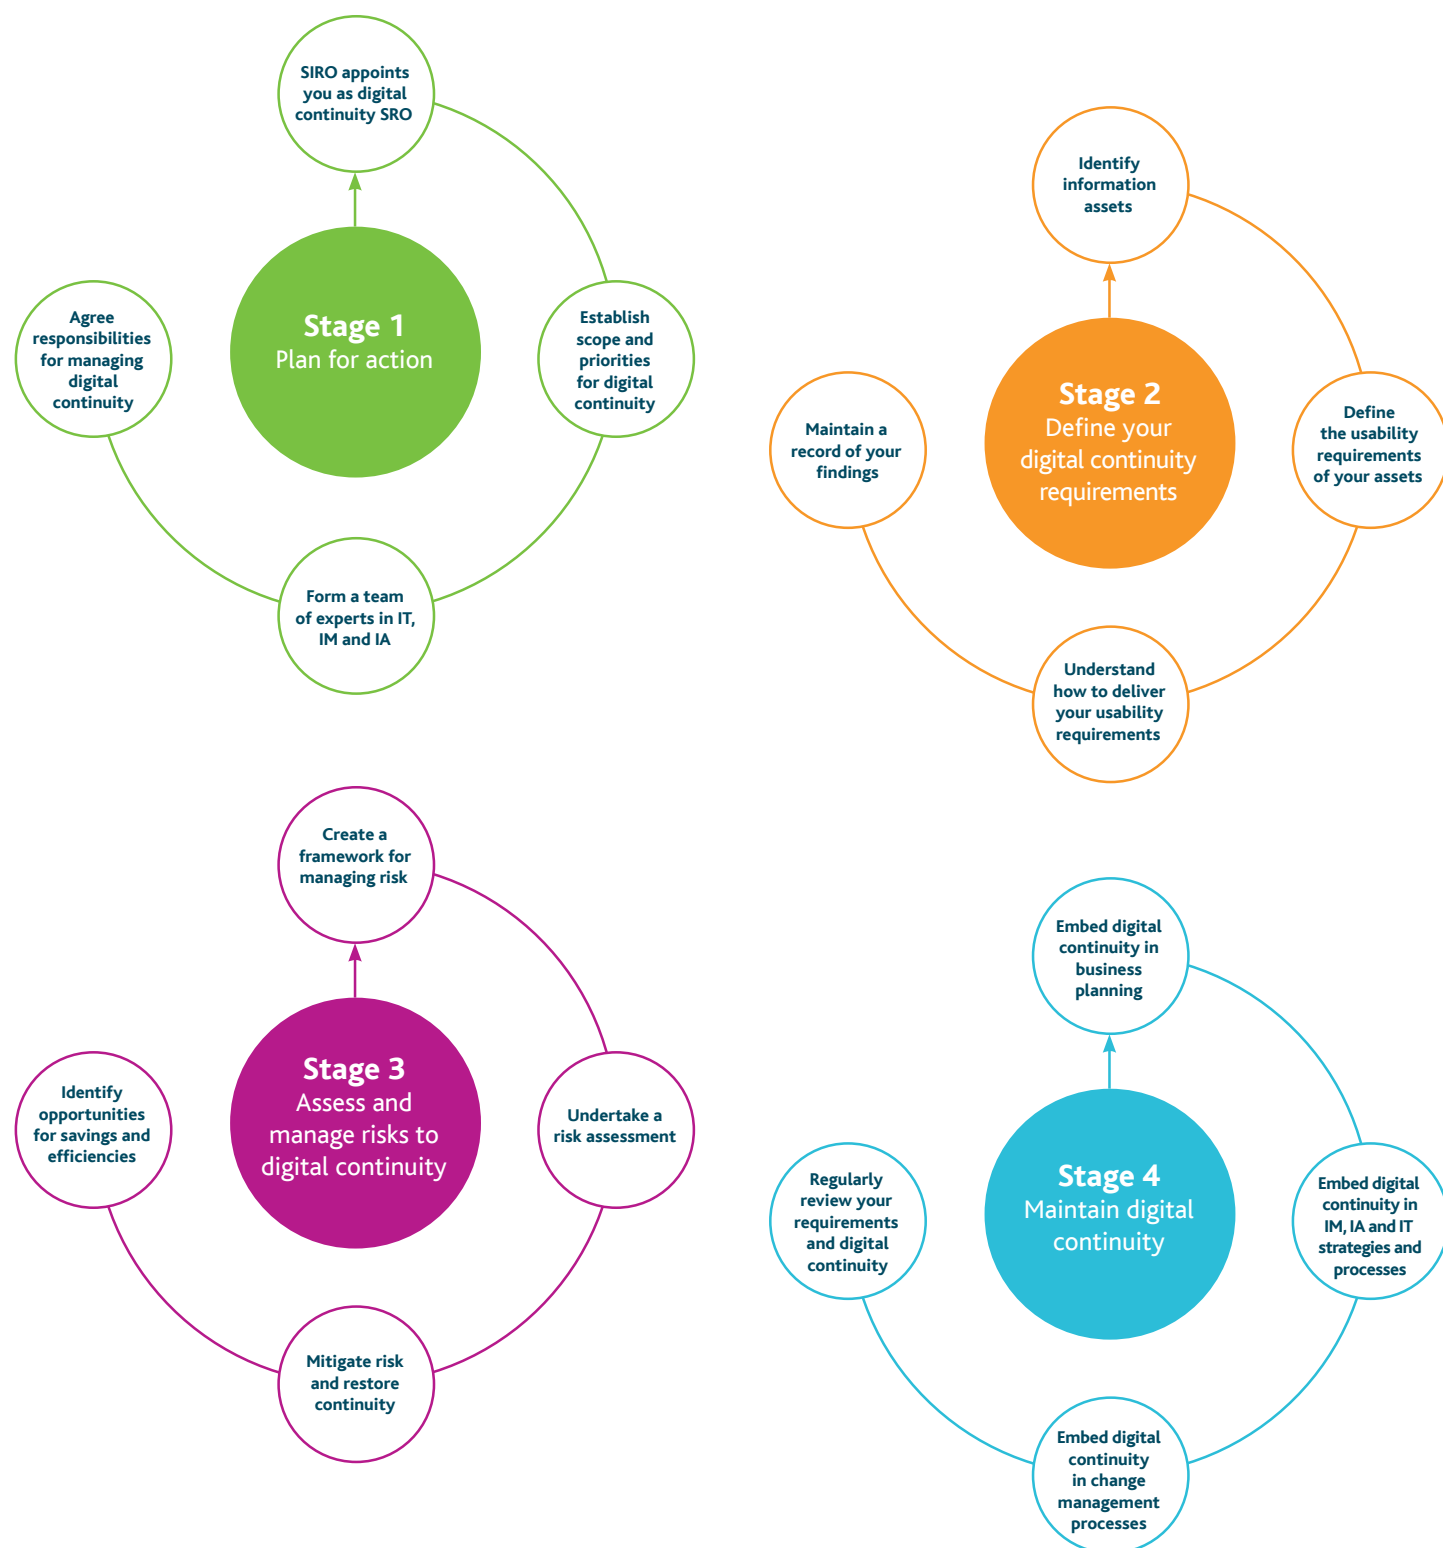 SIRO appoints
you as digital
continuity SRO
Stage 1
Plan for action
Establish
scope and
priorities
for digital
continuity
Form a team
of experts in IT,
IM and IA
Agree
responsibilities
for managing
digital
continuity
Identify
information
assets
Stage 2
Define your
digital continuity
requirements
Define
the usability
requirements
of your assets
Understand
how to deliver
your usability
requirements
Maintain a
record of your
findings
Create a
framework for
managing risk
Stage 3
Assess and
manage risks to
digital continuity
Undertake a
risk assessment
Mitigate risk
and restore
continuity
Identify
opportunities
for savings and
efficiencies
Embed digital
continuity in
business
planning
Stage 4
Maintain digital
continuity
Embed digital
continuity in
IM, IA and IT
strategies and
processes
Embed digital
continuity
in change
management
processes
Regularly
review your
requirements
and digital
continuity